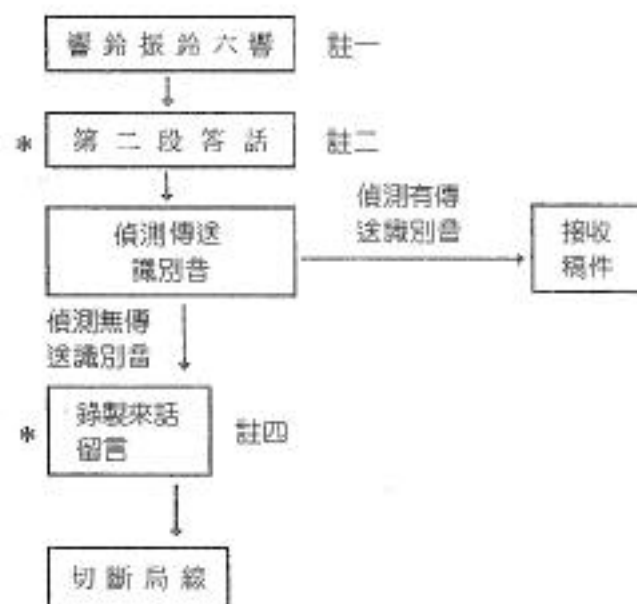 響鈴振鈴六響 註一
* 第二段答話 註二
偵測有傳
送識別音
偵測傳送
識別音
接收
稿件
偵測無傳
送識別音
* 錄製來話
留言
註四
切斷局線